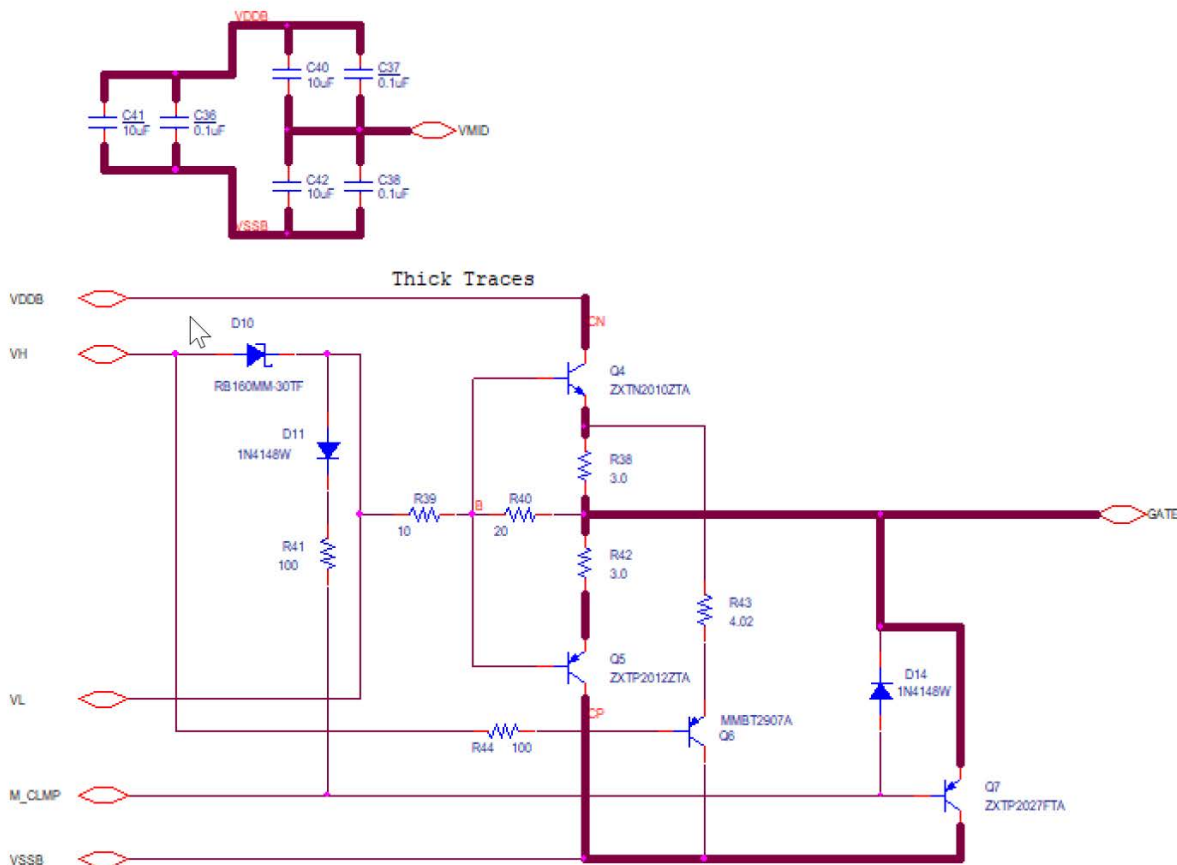 VDDB
C40
10uF
C37
0.1uF
C41
10uF
C36
0.1uF
VMID
C42
10uF
C38
0.1uF
VSSB
Thick Traces
VDDB
CN
D10
VH
RB160MM-30TF
Q4
ZXTN2010ZTA
D11
1N4148W
R38
3.0
R39
10
B
R40
20
GATE
R41
100
R42
3.0
R43
4.02
Q5
ZXTP2012ZTA
D14
1N4148W
VL
CP
MMBT2907A
Q6
R44
100
M_CLMP
Q7
ZXTP2027FTA
VSSB